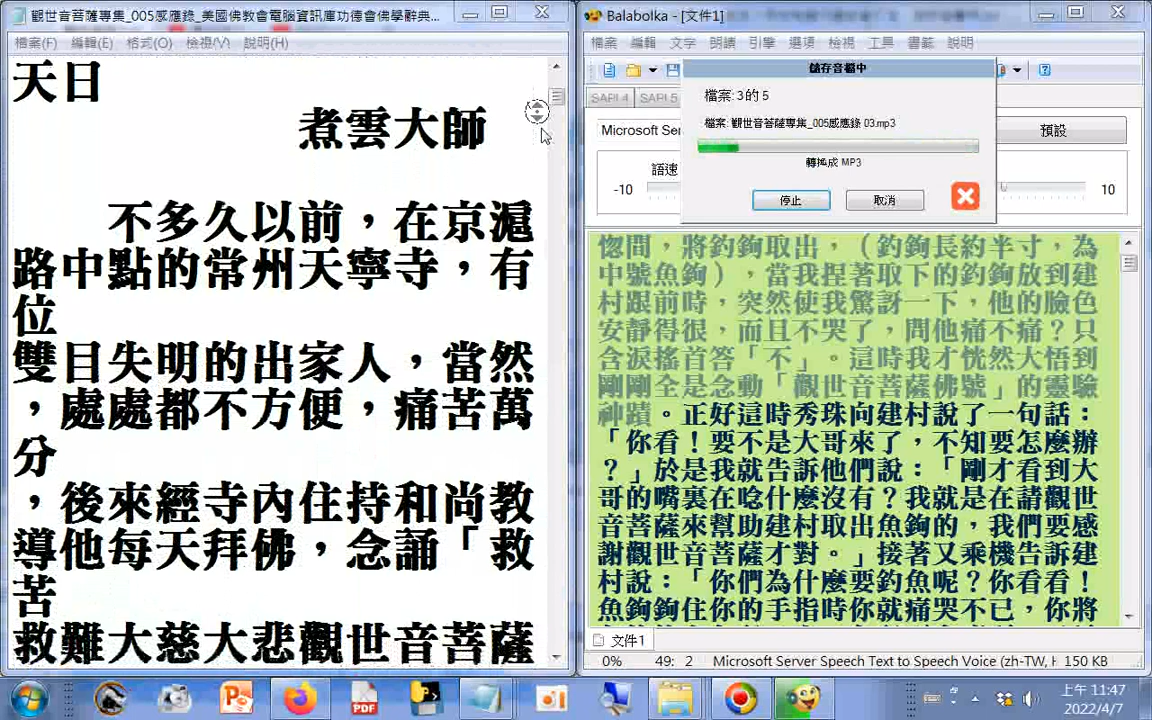 觀世音菩薩專集_005感應錄_美國佛教會電腦資訊庫功德會佛學辭典...
檔案(F) 編輯(E) 格式(O) 檢視(V) 說明(H)
天日
煮雲大師
不多久以前，在京滬
路中點的常州天寧寺，有
位
雙目失明的出家人，當然
，處處都不方便，痛苦萬
分
，後來經寺內住持和尚教
導他每天拜佛，念誦「救
苦
救難大慈大悲觀世音菩薩
Balabolka - [文件1]
檔案 編輯 文字 朗讀 引擎 選項 檢視 工具 書籤 說明
SAPI 4 SAPI 5
Microsoft Ser
預設
語速
-10
10
儲存音檔中
檔案: 3的 5
檔案: 觀世音菩薩專集_005感應錄 03.mp3
轉換成 MP3
停止 取消
惚間，將釣鉤取出，（釣鉤長約半寸，為
中號魚鉤），當我捏著取下的釣鉤放到建
村跟前時，突然使我驚訝一下，他的臉色
安靜得很，而且不哭了，問他痛不痛？只
含淚搖首答「不」。這時我才恍然大悟到
剛剛全是念動「觀世音菩薩佛號」的靈驗
神蹟。正好這時秀珠向建村說了一句話：
「你看！要不是大哥來了，不知要怎麼辦
？」於是我就告訴他們說：「剛才看到大
哥的嘴裏在唸什麼沒有？我就是在請觀世
音菩薩來幫助建村取出魚鉤的，我們要感
謝觀世音菩薩才對。」接著又乘機告訴建
村說：「你們為什麼要釣魚呢？你看看！
魚鉤鉤住你的手指時你就痛哭不已，你將
文件1
0% 49: 2 Microsoft Server Speech Text to Speech Voice (zh-TW, H 150 KB
上午 11:47
2022/4/7